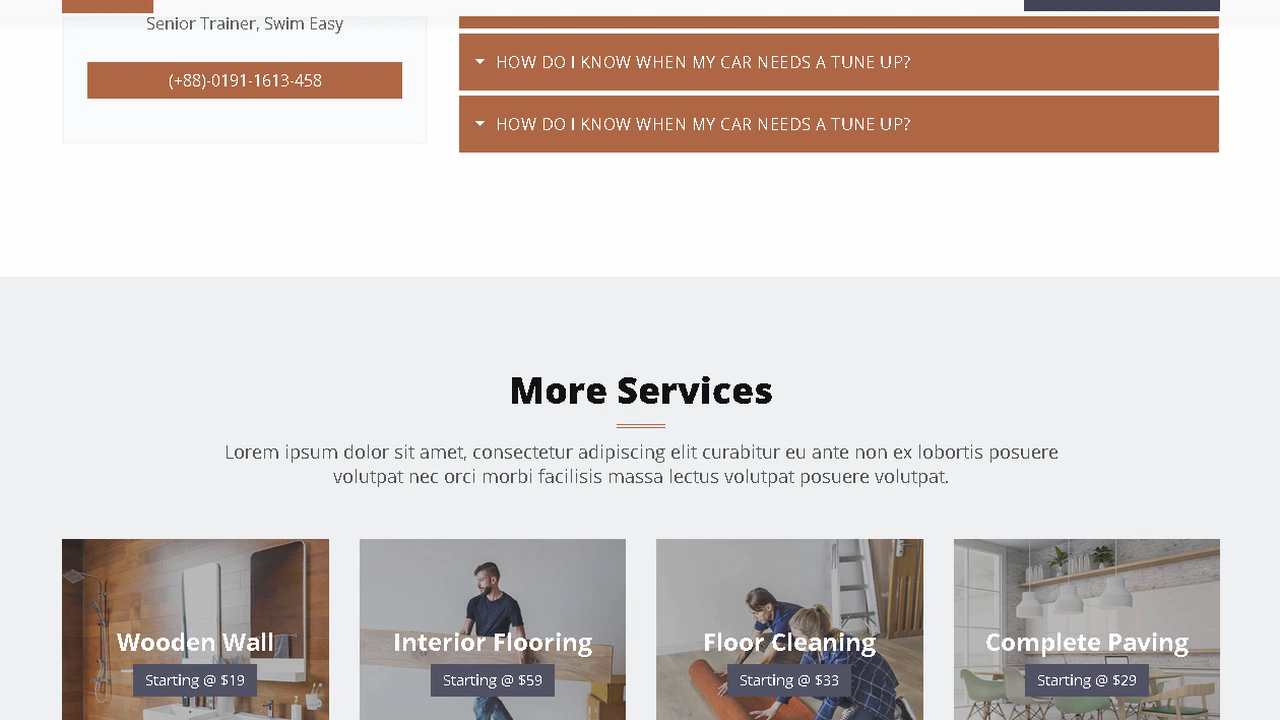 Senior Trainer, Swim Easy
(+88)-0191-1613-458
HOW DO I KNOW WHEN MY CAR NEEDS A TUNE UP?
HOW DO I KNOW WHEN MY CAR NEEDS A TUNE UP?
More Services
Lorem ipsum dolor sit amet, consectetur adipiscing elit curabitur eu ante non ex lobortis posuere
volutpat nec orci morbi facilisis massa lectus volutpat posuere volutpat.
Wooden Wall
Starting @ $19
Interior Flooring
Starting @ $59
Floor Cleaning
Starting @ $33
Complete Paving
Starting @ $29